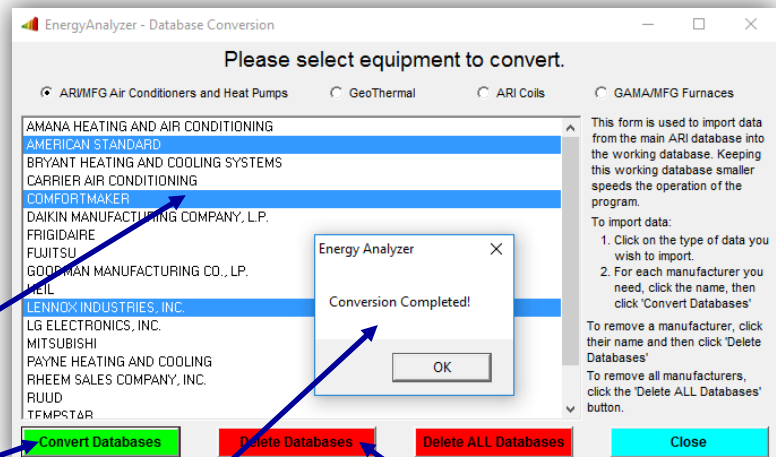 EnergyAnalyzer - Database Conversion
Please select equipment to convert.
ARI/MFG Air Conditioners and Heat Pumps
GeoThermal
ARI Coils
GAMA/MFG Furnaces
AMANA HEATING AND AIR CONDITIONING
AMERICAN STANDARD
BRYANT HEATING AND COOLING SYSTEMS
CARRIER AIR CONDITIONING
COMFORTMAKER
DAIKIN MANUFACTURING COMPANY, L.P.
FRIGIDAIRE
FUJITSU
GOODMAN MANUFACTURING CO., LP.
HEIL
LENNOX INDUSTRIES, INC.
LG ELECTRONICS, INC.
MITSUBISHI
PAYNE HEATING AND COOLING
RHEEM SALES COMPANY, INC.
RUUD
TEMPSTAR
Energy Analyzer
Conversion Completed!
OK
This form is used to import data
from the main ARI database into
the working database. Keeping
this working database smaller
speeds the operation of the
program.
To import data:
1. Click on the type of data you
wish to import.
2. For each manufacturer you
need, click the name, then
click 'Convert Databases'
To remove a manufacturer, click
their name and then click 'Delete
Databases'
To remove all manufacturers,
click the 'Delete ALL Databases'
button.
Convert Databases
Delete Databases
Delete ALL Databases
Close